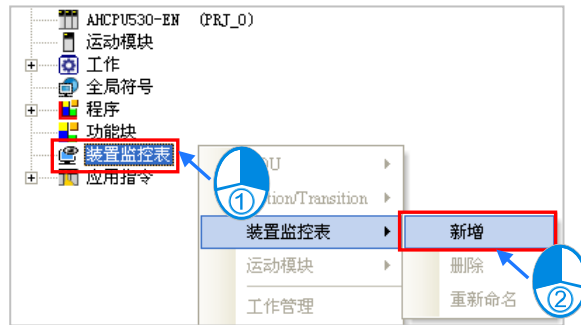 AHCPU530-EN (PRJ_0)
运动模块
工作
全局符号
程序
功能块
装置监控表
应用指令
OU
tion/Transition
装置监控表
运动模块
工作管理
新增
删除
重新命名
①
②